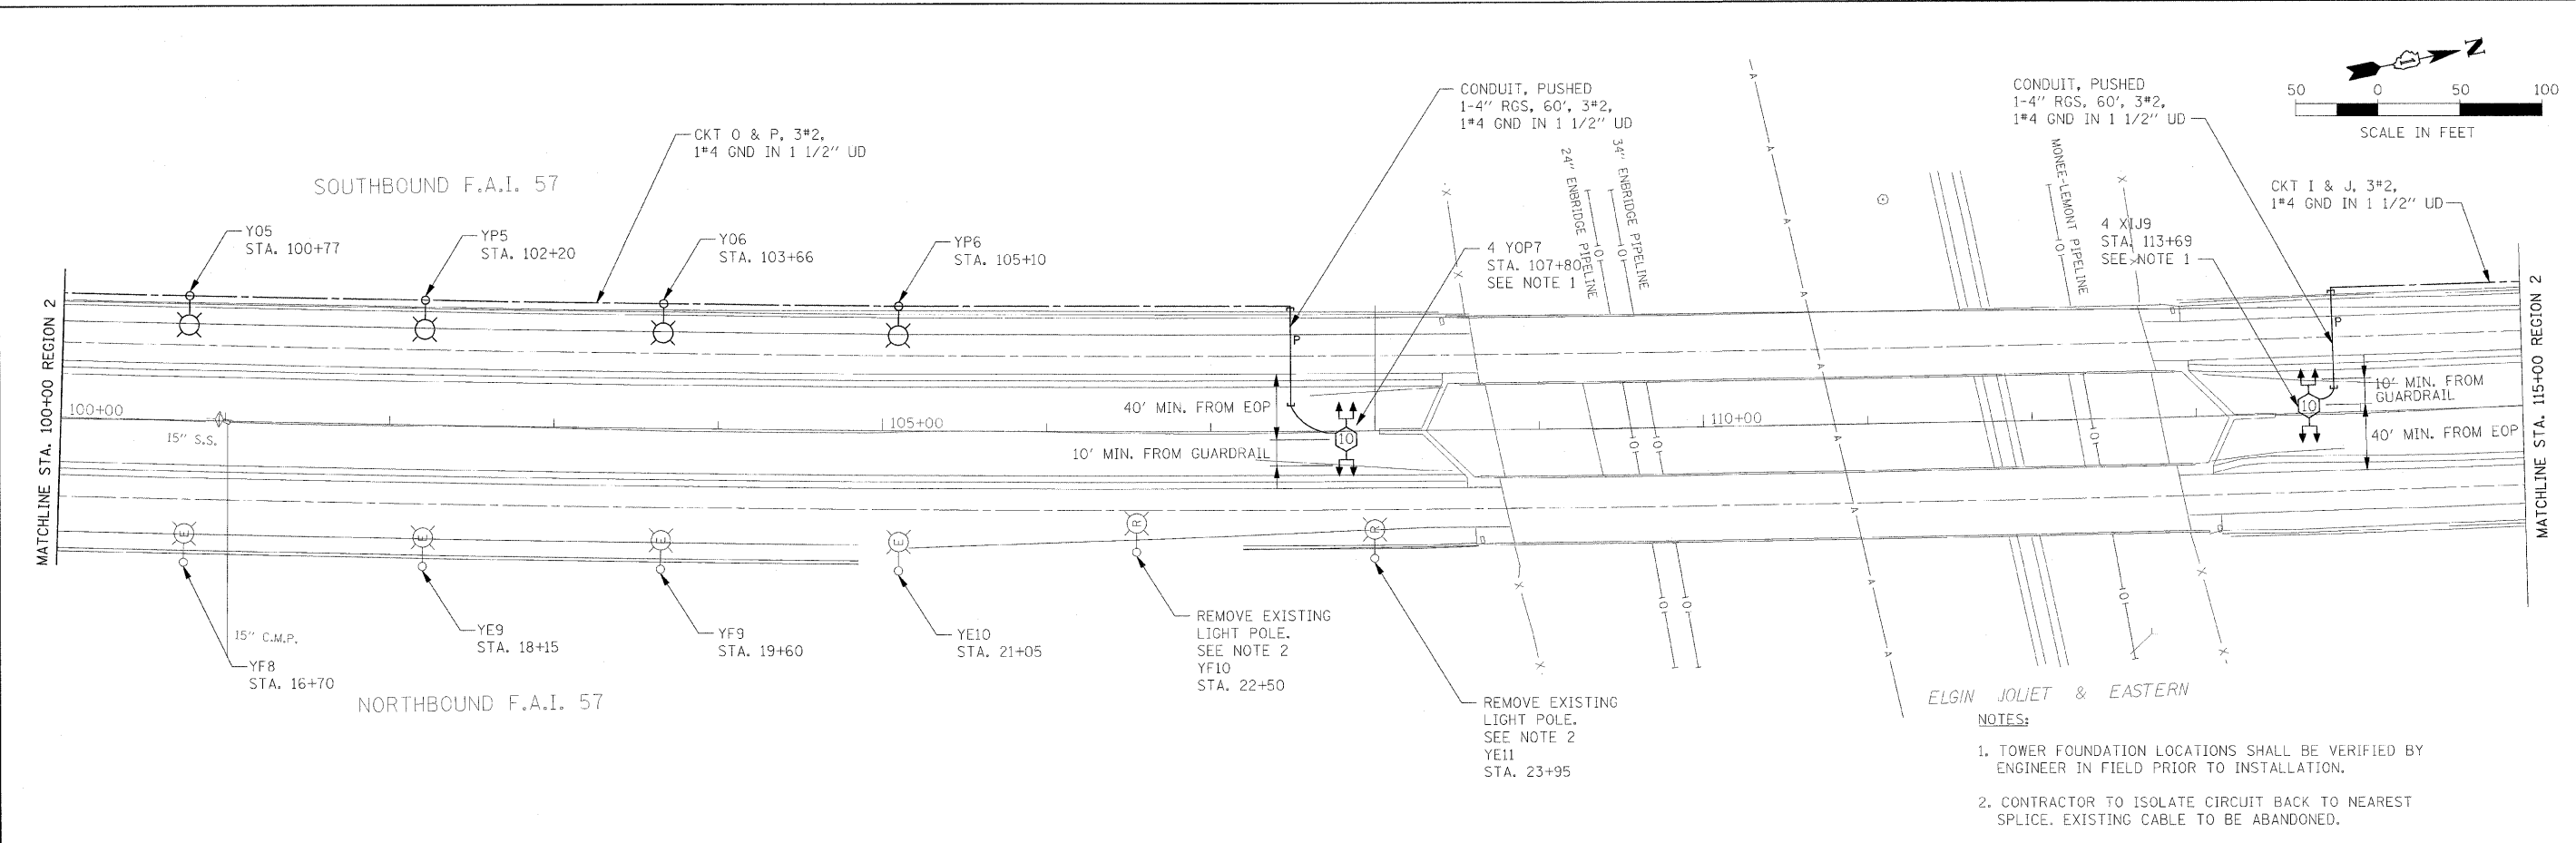 CONDUIT, PUSHED
1-4" RGS, 60', 3#2,
1#4 GND IN 1 1/2" UD
CONDUIT, PUSHED
1-4" RGS, 60', 3#2,
1#4 GND IN 1 1/2" UD
N
1
50 0 50 100
SCALE IN FEET
CKT O & P, 3#2,
1#4 GND IN 1 1/2" UD
SOUTHBOUND F.A.I. 57
24" ENBRIDGE PIPELINE
34" ENBRIDGE PIPELINE
MONEE-LEMONT PIPELINE
CKT I & J, 3#2,
1#4 GND IN 1 1/2" UD
YO5
STA. 100+77
YP5
STA. 102+20
YO6
STA. 103+66
YP6
STA. 105+10
4 YOP7
STA. 107+80
SEE NOTE 1
4 XIJ9
STA. 113+69
SEE NOTE 1
MATCHLINE STA. 100+00 REGION 2
MATCHLINE STA. 115+00 REGION 2
P
P
100+00
105+00
110+00
15" S.S.
40' MIN. FROM EOP
10' MIN. FROM GUARDRAIL
10
10
10' MIN. FROM
GUARDRAIL
40' MIN. FROM EOP
E
E
E
E
R
R
15" C.M.P.
YF8
STA. 16+70
YE9
STA. 18+15
YF9
STA. 19+60
YE10
STA. 21+05
REMOVE EXISTING
LIGHT POLE.
SEE NOTE 2
YF10
STA. 22+50
REMOVE EXISTING
LIGHT POLE.
SEE NOTE 2
YE11
STA. 23+95
NORTHBOUND F.A.I. 57
ELGIN JOLIET & EASTERN
NOTES:
1. TOWER FOUNDATION LOCATIONS SHALL BE VERIFIED BY
ENGINEER IN FIELD PRIOR TO INSTALLATION.
2. CONTRACTOR TO ISOLATE CIRCUIT BACK TO NEAREST
SPLICE. EXISTING CABLE TO BE ABANDONED.